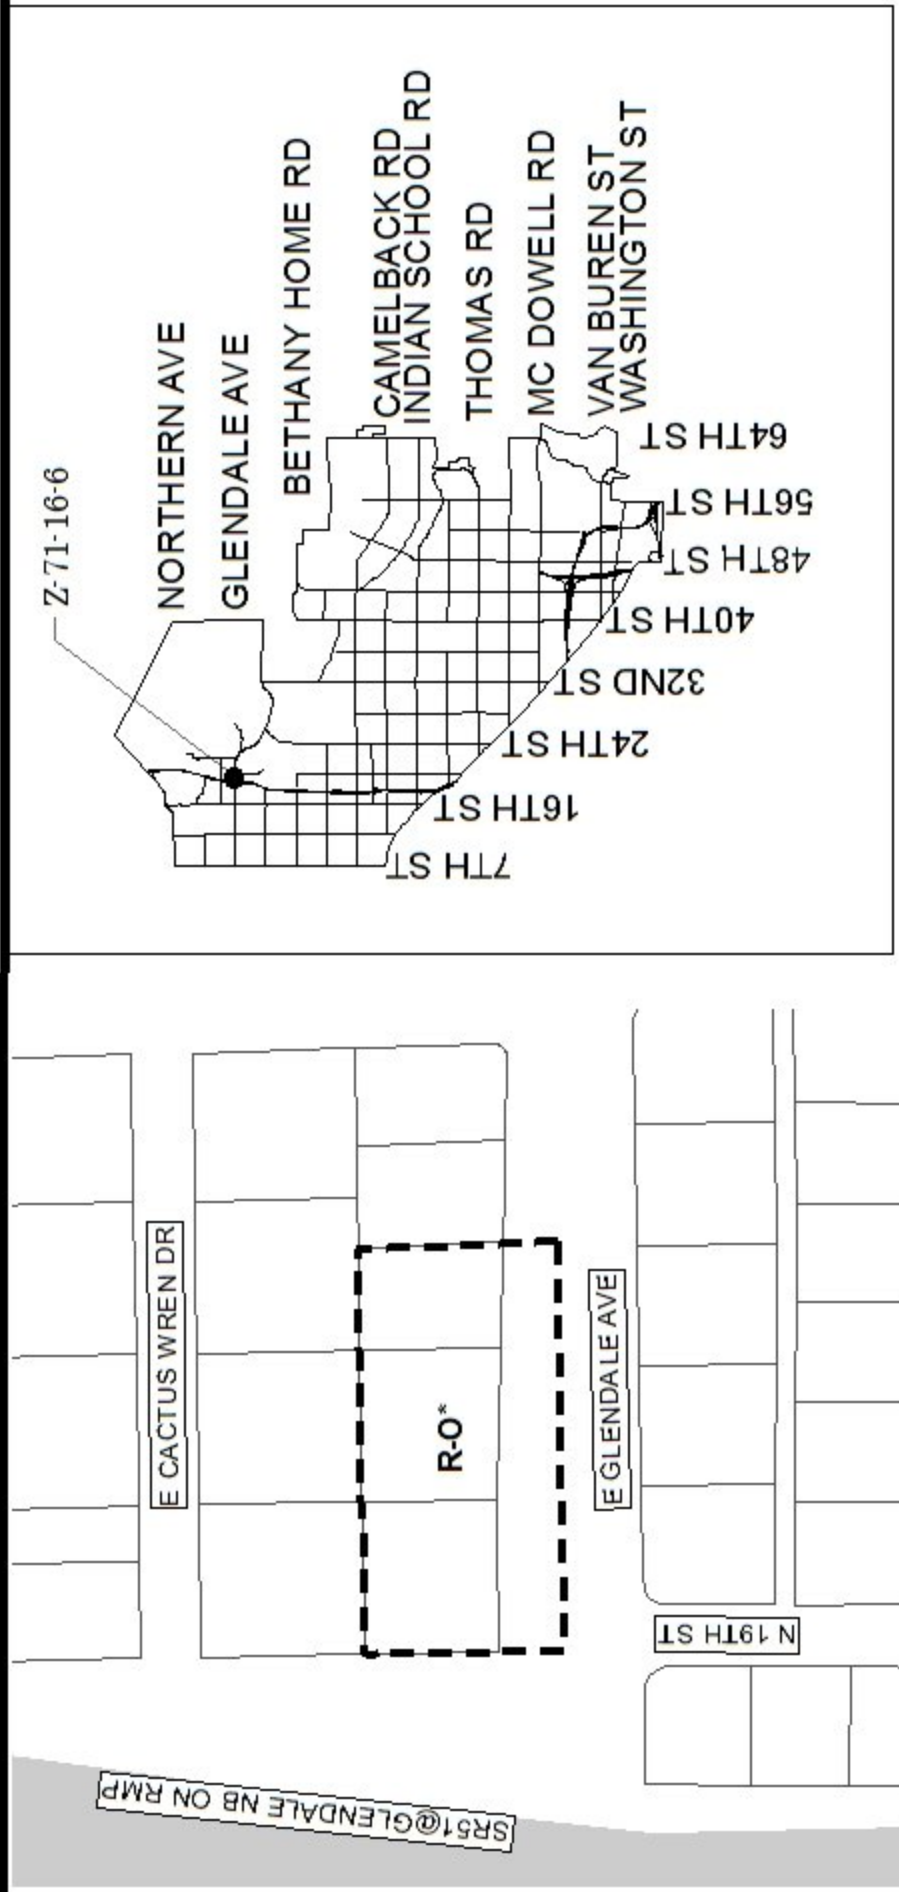 Z-71-16-6
NORTHERN AVE
GLENDALE AVE
BETHANY HOME RD
CAMELBACK RD
INDIAN SCHOOL RD
THOMAS RD
MC DOWELL RD
VAN BUREN ST
WASHINGTON ST
64TH ST
56TH ST
48TH ST
40TH ST
32ND ST
24TH ST
16TH ST
7TH ST
E CACTUS WREN DR
R-O*
E GLENDALE AVE
N 19TH ST
SR51@GLENDALE NB ON RMP